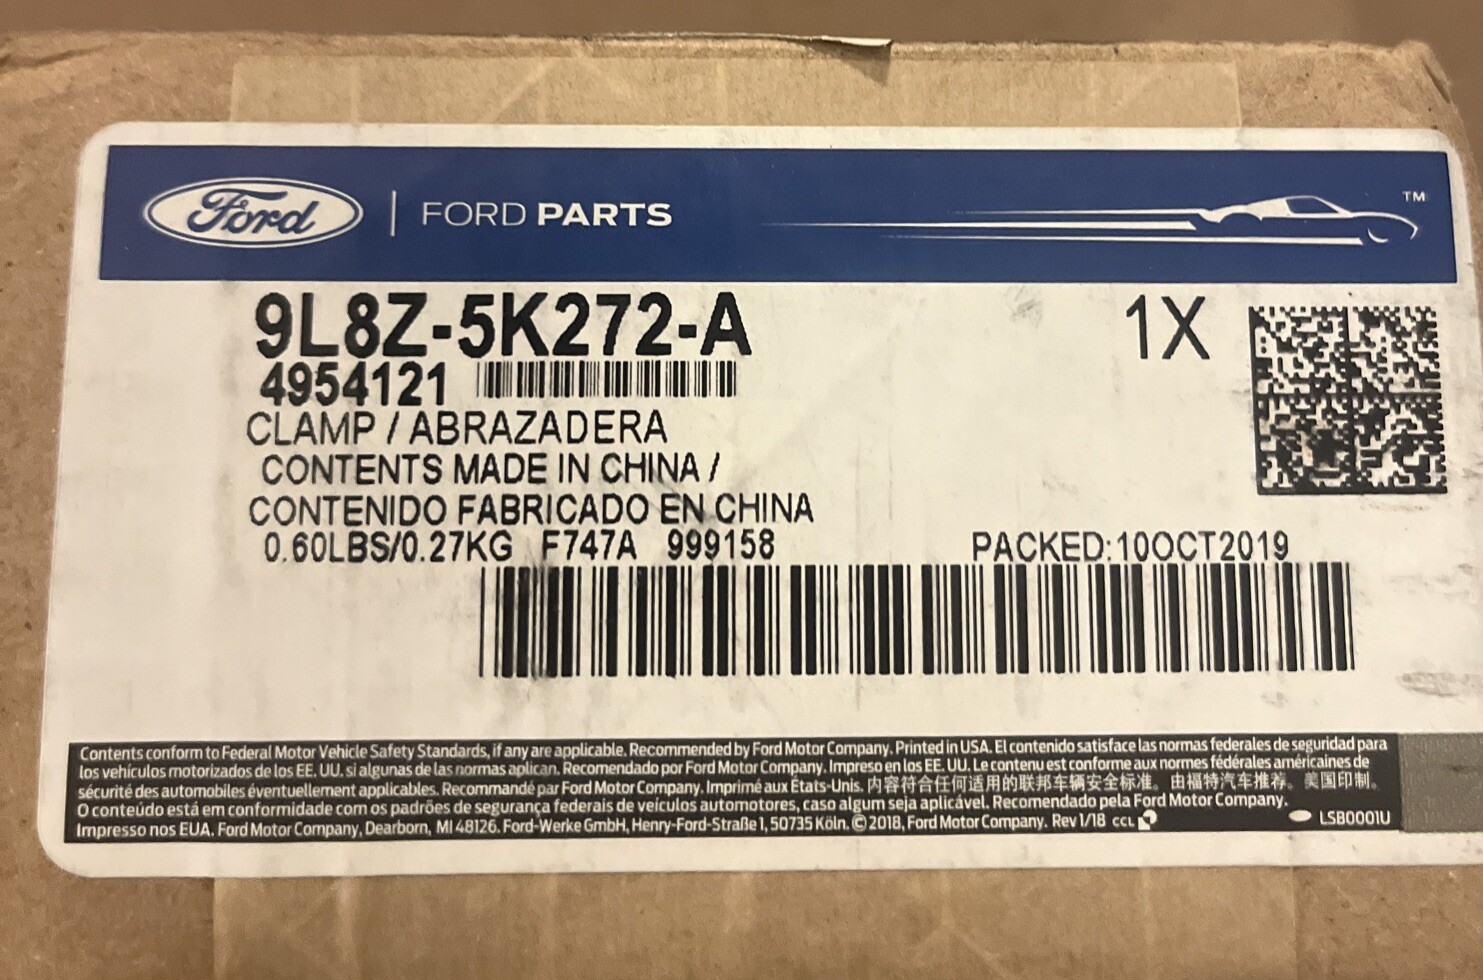 Ford | FORD PARTS ™
9L8Z-5K272-A 1X
4954121
CLAMP / ABRAZADERA
CONTENTS MADE IN CHINA /
CONTENIDO FABRICADO EN CHINA
0.60LBS/0.27KG F747A 999158 PACKED:10OCT2019
Contents conform to Federal Motor Vehicle Safety Standards, if any are applicable. Recommended by Ford Motor Company. Printed in USA. El contenido satisface las normas federales de seguridad para
los vehículos motorizados de los EE. UU. si algunas de las normas aplican. Recomendado por Ford Motor Company. Impreso en los EE. UU. Le contenu est conforme aux normes fédérales américaines de
sécurité des automobiles éventuellement applicables. Recommandé par Ford Motor Company. Imprimé aux États-Unis. 内容符合任何适用的联邦车辆安全标准。由福特汽车推荐。美国印制。
O conteúdo está em conformidade com os padrões de segurança federais de veículos automotores, caso algum seja aplicável. Recomendado pela Ford Motor Company.
Impresso nos EUA. Ford Motor Company, Dearborn, MI 48126. Ford-Werke GmbH, Henry-Ford-Straße 1, 50735 Köln. © 2018, Ford Motor Company. Rev 1/18 CCL LSB0001U